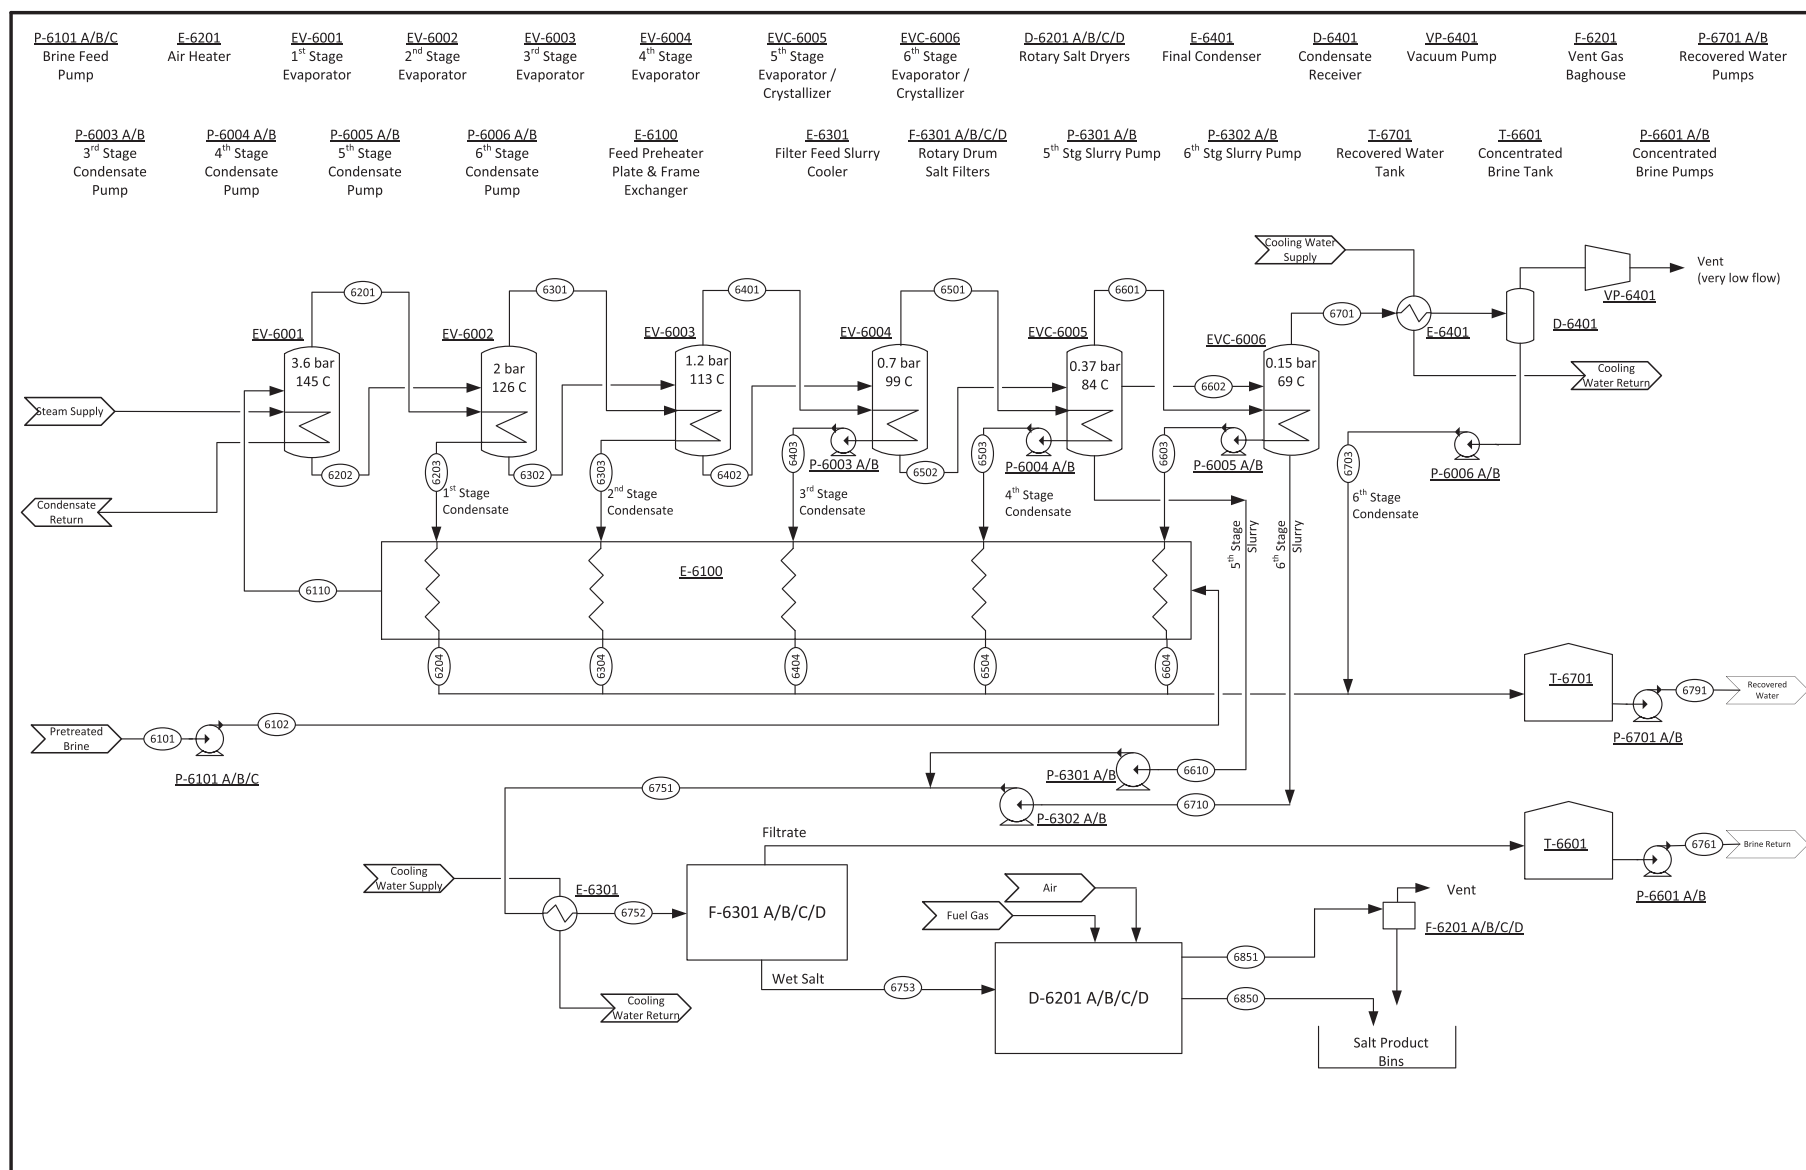 P-6101 A/B/C
Brine Feed
Pump
E-6201
Air Heater
EV-6001
1st Stage
Evaporator
EV-6002
2nd Stage
Evaporator
EV-6003
3rd Stage
Evaporator
EV-6004
4th Stage
Evaporator
EVC-6005
5th Stage
Evaporator /
Crystallizer
EVC-6006
6th Stage
Evaporator /
Crystallizer
D-6201 A/B/C/D
Rotary Salt Dryers
E-6401
Final Condenser
D-6401
Condensate
Receiver
VP-6401
Vacuum Pump
F-6201
Vent Gas
Baghouse
P-6701 A/B
Recovered Water
Pumps
P-6003 A/B
3rd Stage
Condensate
Pump
P-6004 A/B
4th Stage
Condensate
Pump
P-6005 A/B
5th Stage
Condensate
Pump
P-6006 A/B
6th Stage
Condensate
Pump
E-6100
Feed Preheater
Plate & Frame
Exchanger
E-6301
Filter Feed Slurry
Cooler
F-6301 A/B/C/D
Rotary Drum
Salt Filters
P-6301 A/B
5th Stg Slurry Pump
P-6302 A/B
6th Stg Slurry Pump
T-6701
Recovered Water
Tank
T-6601
Concentrated
Brine Tank
P-6601 A/B
Concentrated
Brine Pumps
Cooling Water
Supply
Vent
(very low flow)
VP-6401
D-6401
E-6401
6701
Cooling
Water Return
6201
6301
6401
6501
6601
EV-6001
3.6 bar
145 C
EV-6002
2 bar
126 C
EV-6003
1.2 bar
113 C
EV-6004
0.7 bar
99 C
EVC-6005
0.37 bar
84 C
6602
EVC-6006
0.15 bar
69 C
Steam Supply
Condensate
Return
6202
6302
6402
6502
6203
1st Stage
Condensate
6303
2nd Stage
Condensate
6403
P-6003 A/B
3rd Stage
Condensate
6503
P-6004 A/B
4th Stage
Condensate
6603
P-6005 A/B
5th Stage
Slurry
6th Stage
Slurry
6703
P-6006 A/B
6th Stage
Condensate
E-6100
6110
6204
6304
6404
6504
6604
T-6701
6791
Recovered
Water
P-6701 A/B
Pretreated
Brine
6101
6102
P-6101 A/B/C
P-6301 A/B
6610
6751
6710
P-6302 A/B
Filtrate
T-6601
6761
Brine Return
P-6601 A/B
Cooling
Water Supply
E-6301
6752
F-6301 A/B/C/D
Cooling
Water Return
Wet Salt
6753
Air
Fuel Gas
D-6201 A/B/C/D
6851
6850
Vent
F-6201 A/B/C/D
Salt Product
Bins